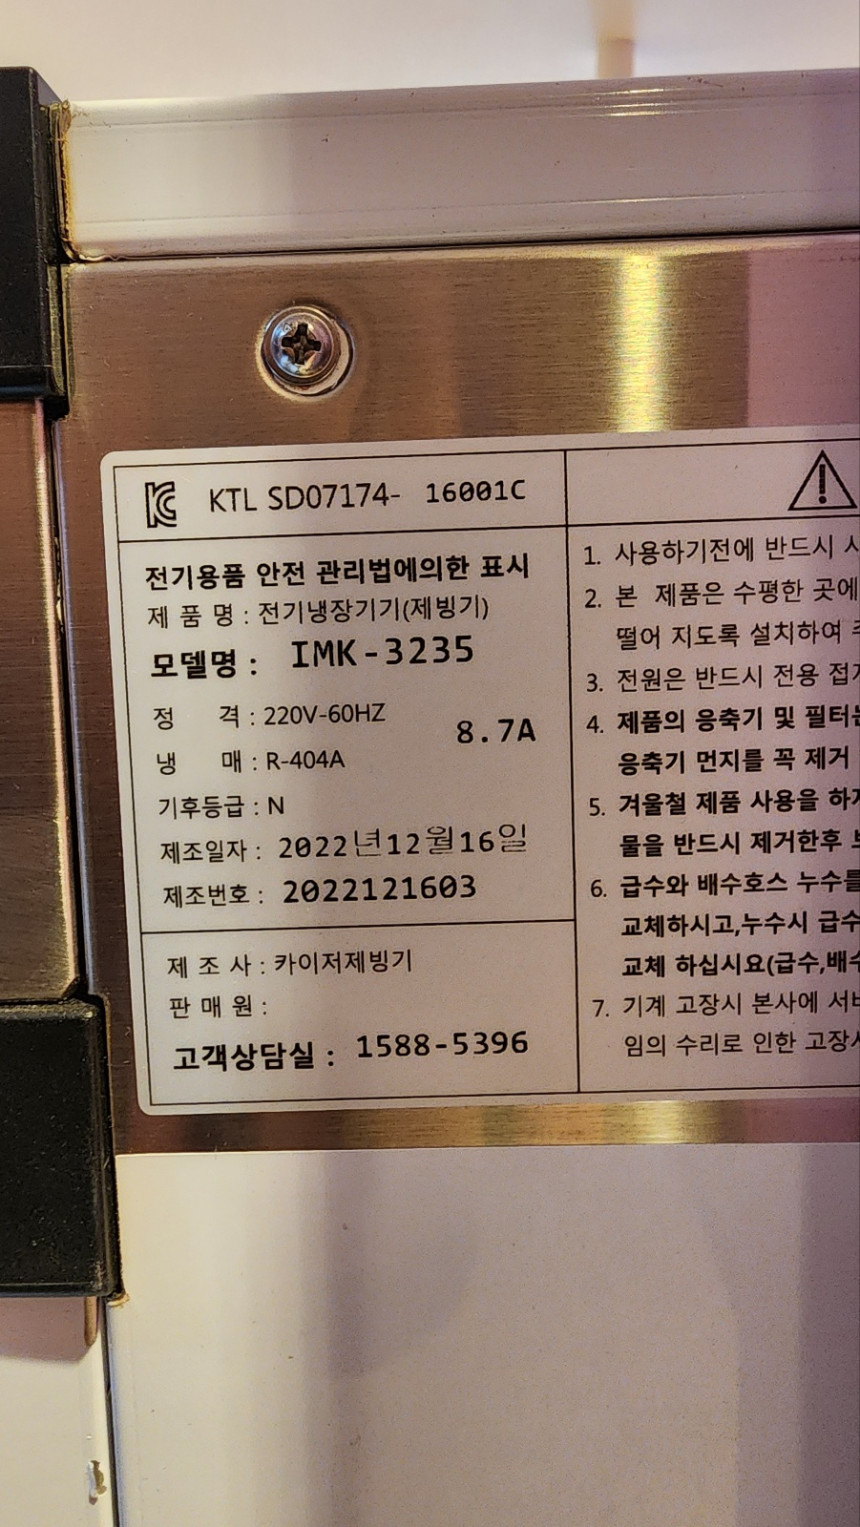 KTL SD07174- 16001C
전기용품 안전 관리법에의한 표시
제 품 명 : 전기냉장기기(제빙기)
모델명 : IMK-3235
정 격 : 220V-60HZ 8.7A
냉 매 : R-404A
기후등급 : N
제조일자 : 2022년12월16일
제조번호 : 2022121603
제 조 사 : 카이저제빙기
판 매 원 :
고객상담실 : 1588-5396
1. 사용하기전에 반드시
2. 본 제품은 수평한 곳에
떨어 지도록 설치하여
3. 전원은 반드시 전용
4. 제품의 응축기 및 필터는
응축기 먼지를 꼭 제거
5. 겨울철 제품 사용을
물을 반드시 제거한후
6. 급수와 배수호스 누수를
교체하시고,누수시
교체 하십시요(급수,배수
7. 기계 고장시 본사에
임의 수리로 인한